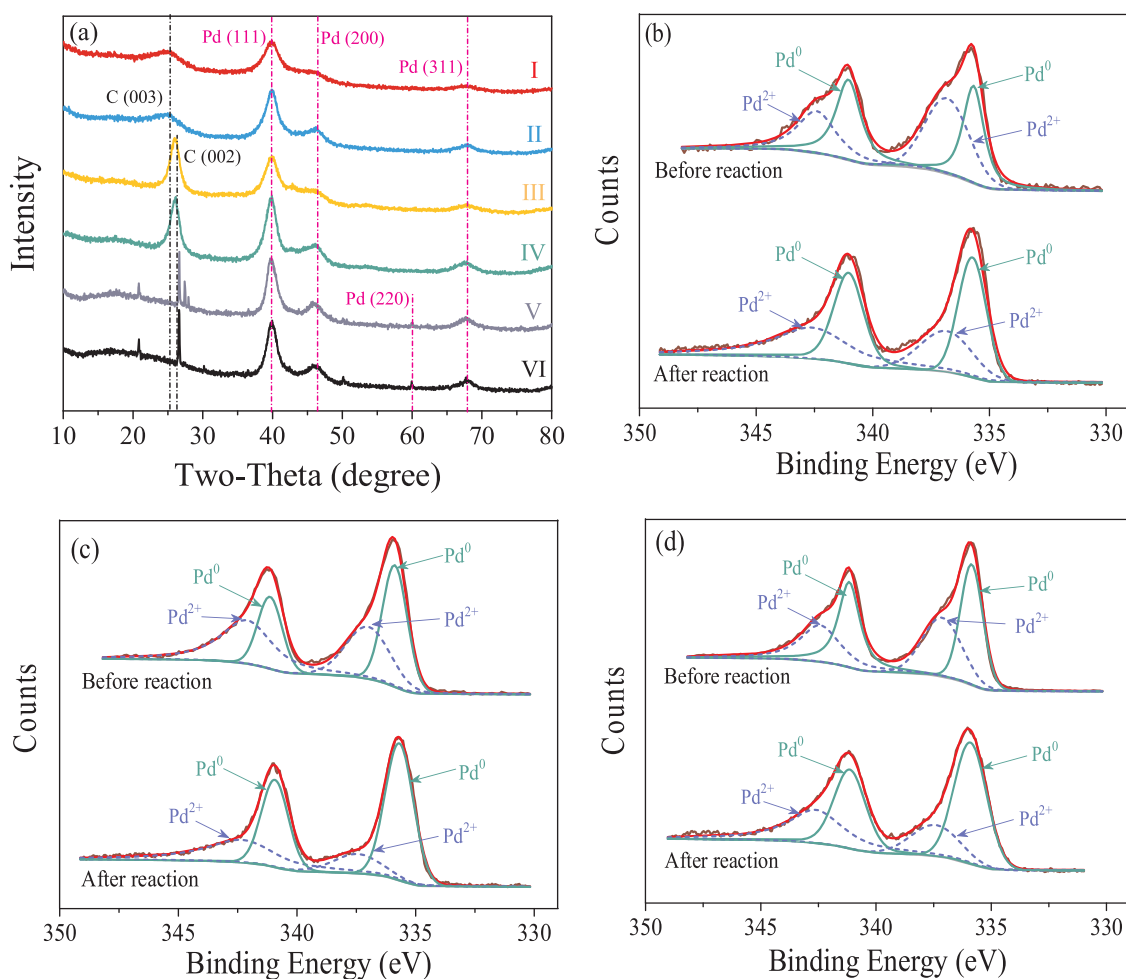 (a)
Pd (111)
Pd (200)
Pd (311)
C (003)
C (002)
Pd (220)
I
II
III
IV
V
VI
Intensity
10 20 30 40 50 60 70 80
Two-Theta (degree)
(b)
Pd⁰
Pd²⁺
Pd⁰
Pd²⁺
Before reaction
Pd⁰
Pd²⁺
Pd⁰
Pd²⁺
After reaction
Counts
350 345 340 335 330
Binding Energy (eV)
(c)
Pd⁰
Pd²⁺
Pd⁰
Pd²⁺
Before reaction
Pd⁰
Pd²⁺
Pd⁰
Pd²⁺
After reaction
Counts
350 345 340 335 330
Binding Energy (eV)
(d)
Pd⁰
Pd²⁺
Pd⁰
Pd²⁺
Before reaction
Pd⁰
Pd²⁺
Pd⁰
Pd²⁺
After reaction
Counts
350 345 340 335 330
Binding Energy (eV)